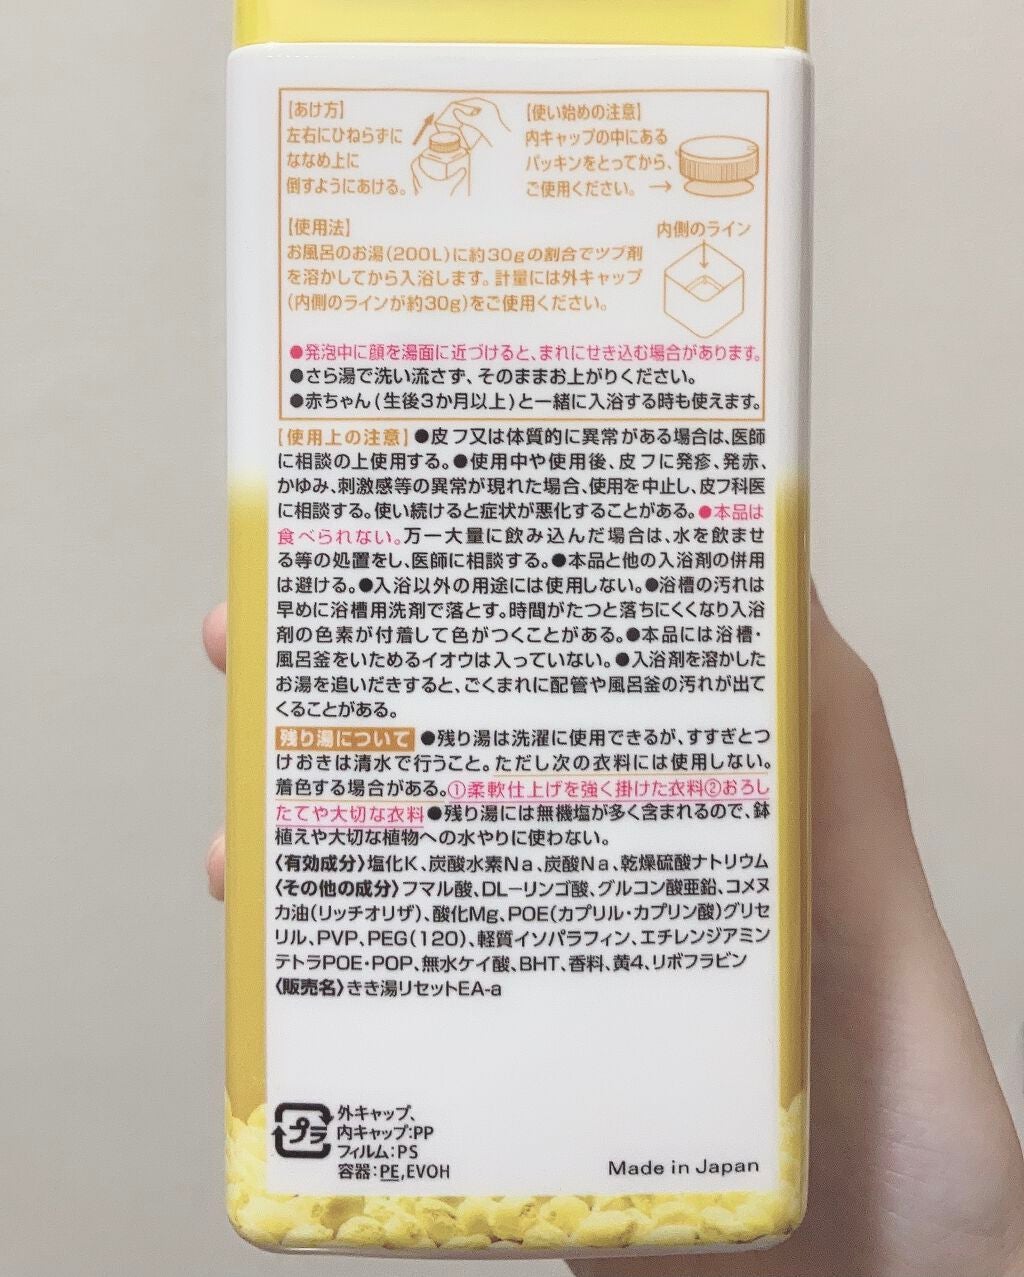 【あけ方】
左右にひねらずに
ななめ上に
倒すようにあける。
【使い始めの注意】
内キャップの中にある
パッキンをとってから、
ご使用ください。→
【使用法】
お風呂のお湯(200L)に約30gの割合でツブ剤
を溶かしてから入浴します。計量には外キャップ
(内側のラインが約30g)をご使用ください。
内側のライン
●発泡中に顔を湯面に近づけると、まれにせき込む場合があります。
●さら湯で洗い流さず、そのままお上がりください。
●赤ちゃん(生後3か月以上)と一緒に入浴する時も使えます。
【使用上の注意】●皮フ又は体質的に異常がある場合は、医師
に相談の上使用する。●使用中や使用後、皮フに発疹、発赤、
かゆみ、刺激感等の異常が現れた場合、使用を中止し、皮フ科医
に相談する。使い続けると症状が悪化することがある。●本品は
食べられない。万一大量に飲み込んだ場合は、水を飲ませ
る等の処置をし、医師に相談する。●本品と他の入浴剤の併用
は避ける。●入浴以外の用途には使用しない。●浴槽の汚れは
早めに浴槽用洗剤で落とす。時間がたつと落ちにくくなり入浴
剤の色素が付着して色がつくことがある。●本品には浴槽・
風呂釜をいためるイオウは入っていない。●入浴剤を溶かした
お湯を追いだきすると、ごくまれに配管や風呂釜の汚れが出て
くることがある。
残り湯について ●残り湯は洗濯に使用できるが、すすぎとつ
けおきは清水で行うこと。ただし次の衣料には使用しない。
着色する場合がある。①柔軟仕上げを強く掛けた衣料②おろし
たてや大切な衣料●残り湯には無機塩が多く含まれるので、鉢
植えや大切な植物への水やりに使わない。
〈有効成分〉塩化K、炭酸水素Na、炭酸Na、乾燥硫酸ナトリウム
〈その他の成分〉フマル酸、DL-リンゴ酸、グルコン酸亜鉛、コメヌ
カ油(リッチオリザ)、酸化Mg、POE(カプリル・カプリン酸)グリセ
リル、PVP、PEG(120)、軽質イソパラフィン、エチレンジアミン
テトラPOE・POP、無水ケイ酸、BHT、香料、黄4、リボフラビン
〈販売名〉きき湯リセットEA-a
プラ
外キャップ、
内キャップ:PP
フィルム:PS
容器:PE,EVOH
Made in Japan